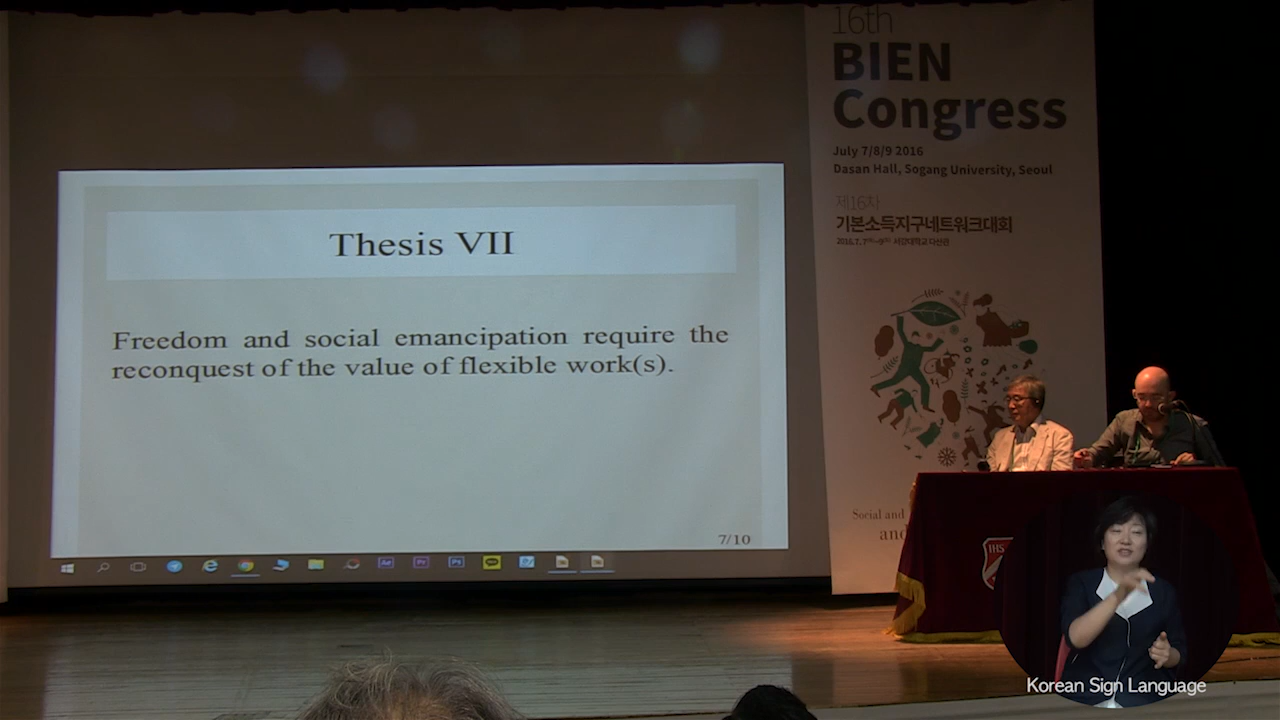 Thesis VII
Freedom and social emancipation require the
reconquest of the value of flexible work(s).
7/10
16th
BIEN
Congress
July 7/8/9 2016
Dasan Hall, Sogang University, Seoul
제16차
기본소득지구네트워크대회
Social and
and
IHS
Korean Sign Language